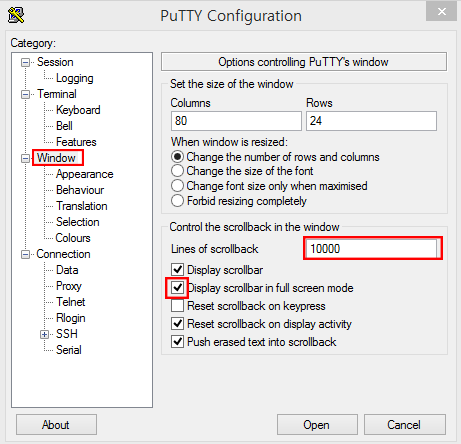 PuTTY Configuration
Category:
Session
Logging
Terminal
Keyboard
Bell
Features
Window
Appearance
Behaviour
Translation
Selection
Colours
Connection
Data
Proxy
Telnet
Rlogin
SSH
Serial
Options controlling PuTTY's window
Set the size of the window
Columns Rows
80 24
When window is resized:
Change the number of rows and columns
Change the size of the font
Change font size only when maximised
Forbid resizing completely
Control the scrollback in the window
Lines of scrollback 10000
Display scrollbar
Display scrollbar in full screen mode
Reset scrollback on keypress
Reset scrollback on display activity
Push erased text into scrollback
About Open Cancel